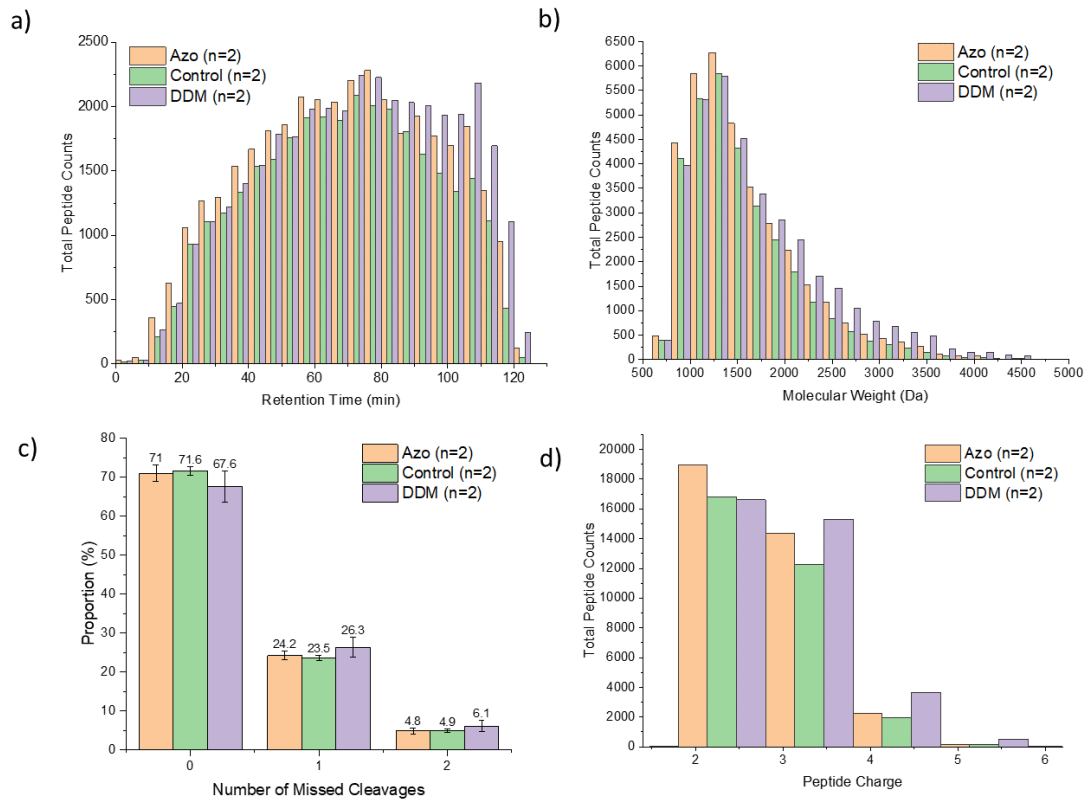 a)
2500
2000
1500
1000
500
0
Total Peptide Counts
Azo (n=2)
Control (n=2)
DDM (n=2)
0 20 40 60 80 100 120
Retention Time (min)
b)
6500
6000
5500
5000
4500
4000
3500
3000
2500
2000
1500
1000
500
0
Total Peptide Counts
Azo (n=2)
Control (n=2)
DDM (n=2)
500 1000 1500 2000 2500 3000 3500 4000 4500 5000
Molecular Weight (Da)
c)
80
70
60
50
40
30
20
10
0
Proportion (%)
Azo (n=2)
Control (n=2)
DDM (n=2)
71 71.6 67.6
24.2 23.5 26.3
4.8 4.9 6.1
0 1 2
Number of Missed Cleavages
d)
20000
18000
16000
14000
12000
10000
8000
6000
4000
2000
0
Total Peptide Counts
Azo (n=2)
Control (n=2)
DDM (n=2)
2 3 4 5 6
Peptide Charge